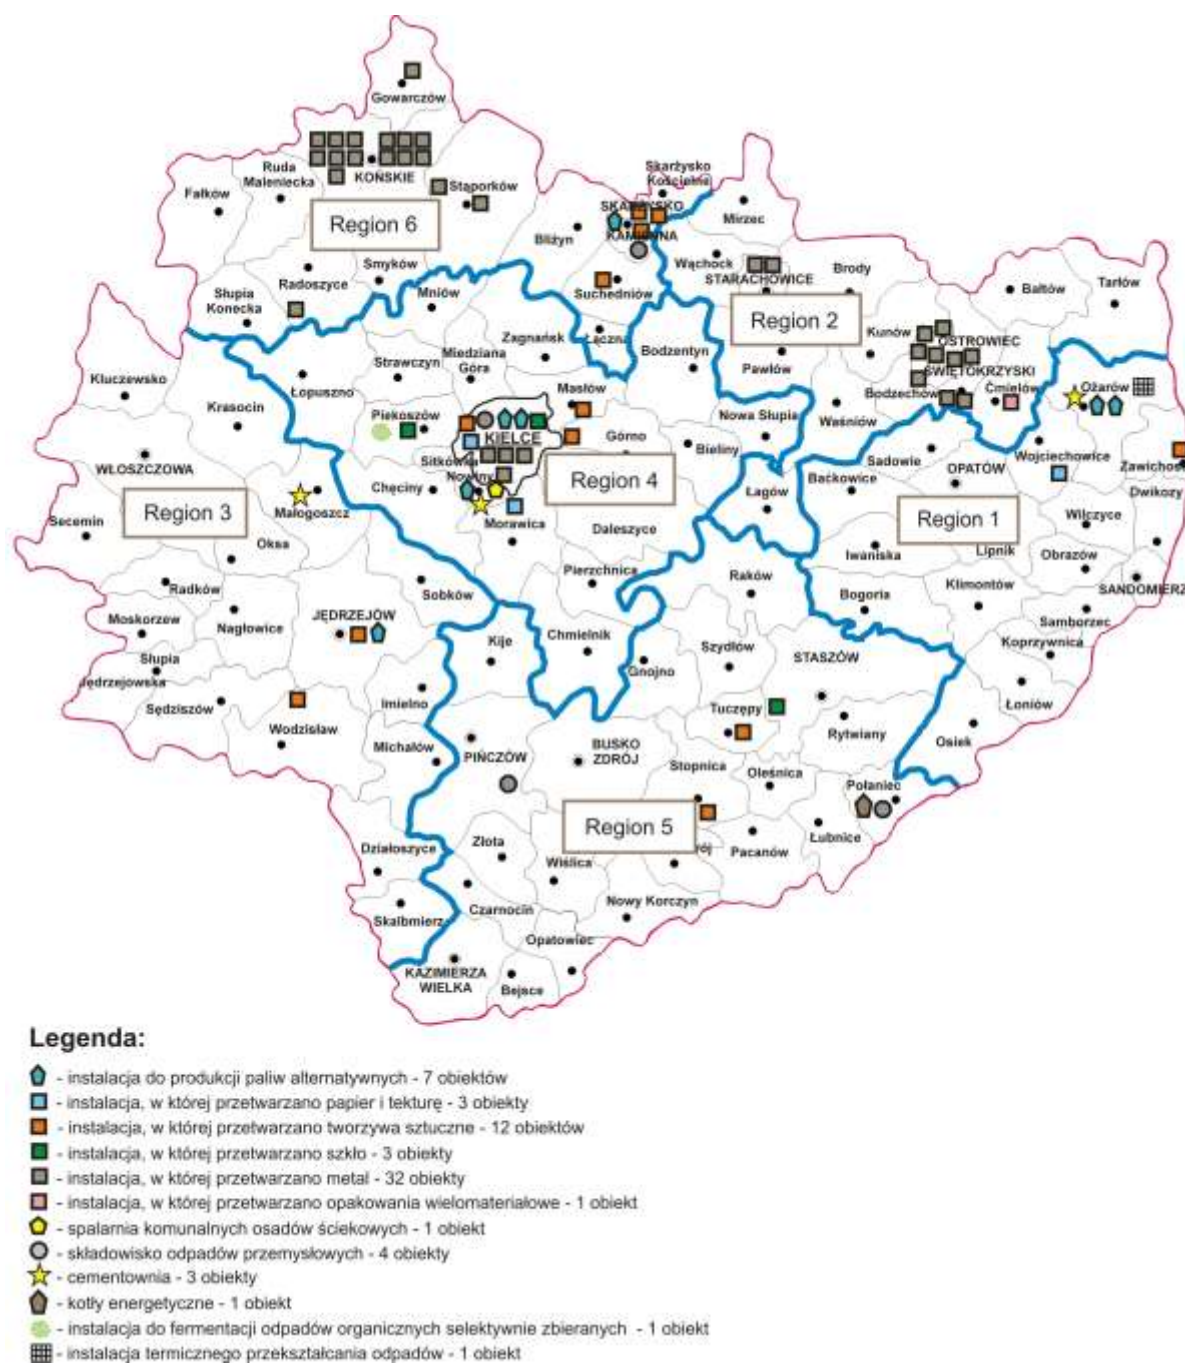 Gowarczów
KOŃSKIE
Ruda
Maleniecka
Fałków
Stąporków
Region 6
Radoszyce
Smyków
Słupia
Konecka
Mniów
Bliżyn
Skarżysko
Kościelne
SKARŻYSKO
KAMIENNA
Suchedniów
Łączna
Mirzec
Wąchock
STARACHOWICE
Brody
Region 2
Pawłów
Kunów
OSTROWIEC
ŚWIĘTOKRZYSKI
Bodzechów
Ćmielów
Waśniów
Bałtów
Tarłów
Ożarów
Zagnańsk
Bodzentyn
Miedziana
Góra
Strawczyn
Łopuszno
Masłów
Piekoszów
KIELCE
Górno
Bieliny
Nowa Słupia
Sitkówka
Nowiny
Chęciny
Region 4
Morawica
Daleszyce
Pierzchnica
Chmielnik
Łagów
Kluczewsko
Krasocin
WŁOSZCZOWA
Region 3
Małogoszcz
Secemin
Oksa
Radków
Moskorzew
Nagłowice
JĘDRZEJÓW
Sobków
Słupia
Jędrzejowska
Sędziszów
Imielno
Wodzisław
Michałów
Działoszyce
Skalbmierz
Sadowie
OPATÓW
Wojciechowice
Zawichost
Baćkowice
Dwikozy
Region 1
Wilczyce
Iwaniska
Lipnik
Obrazów
Klimontów
SANDOMIERZ
Bogoria
Samborzec
Koprzywnica
Łoniów
Osiek
Raków
Kije
Gnojno
Szydłów
STASZÓW
Tuczępy
Rytwiany
PIŃCZÓW
BUSKO
ZDRÓJ
Stopnica
Oleśnica
Połaniec
Region 5
Łubnice
Pacanów
Złota
Wiślica
Nowy Korczyn
Czarnocin
Opatowiec
KAZIMIERZA
WIELKA
Bejsce
Legenda:
- instalacja do produkcji paliw alternatywnych - 7 obiektów
- instalacja, w której przetwarzano papier i tekturę - 3 obiekty
- instalacja, w której przetwarzano tworzywa sztuczne - 12 obiektów
- instalacja, w której przetwarzano szkło - 3 obiekty
- instalacja, w której przetwarzano metal - 32 obiekty
- instalacja, w której przetwarzano opakowania wielomateriałowe - 1 obiekt
- spalarnia komunalnych osadów ściekowych - 1 obiekt
- składowisko odpadów przemysłowych - 4 obiekty
- cementownia - 3 obiekty
- kotły energetyczne - 1 obiekt
- instalacja do fermentacji odpadów organicznych selektywnie zbieranych - 1 obiekt
- instalacja termicznego przekształcania odpadów - 1 obiekt